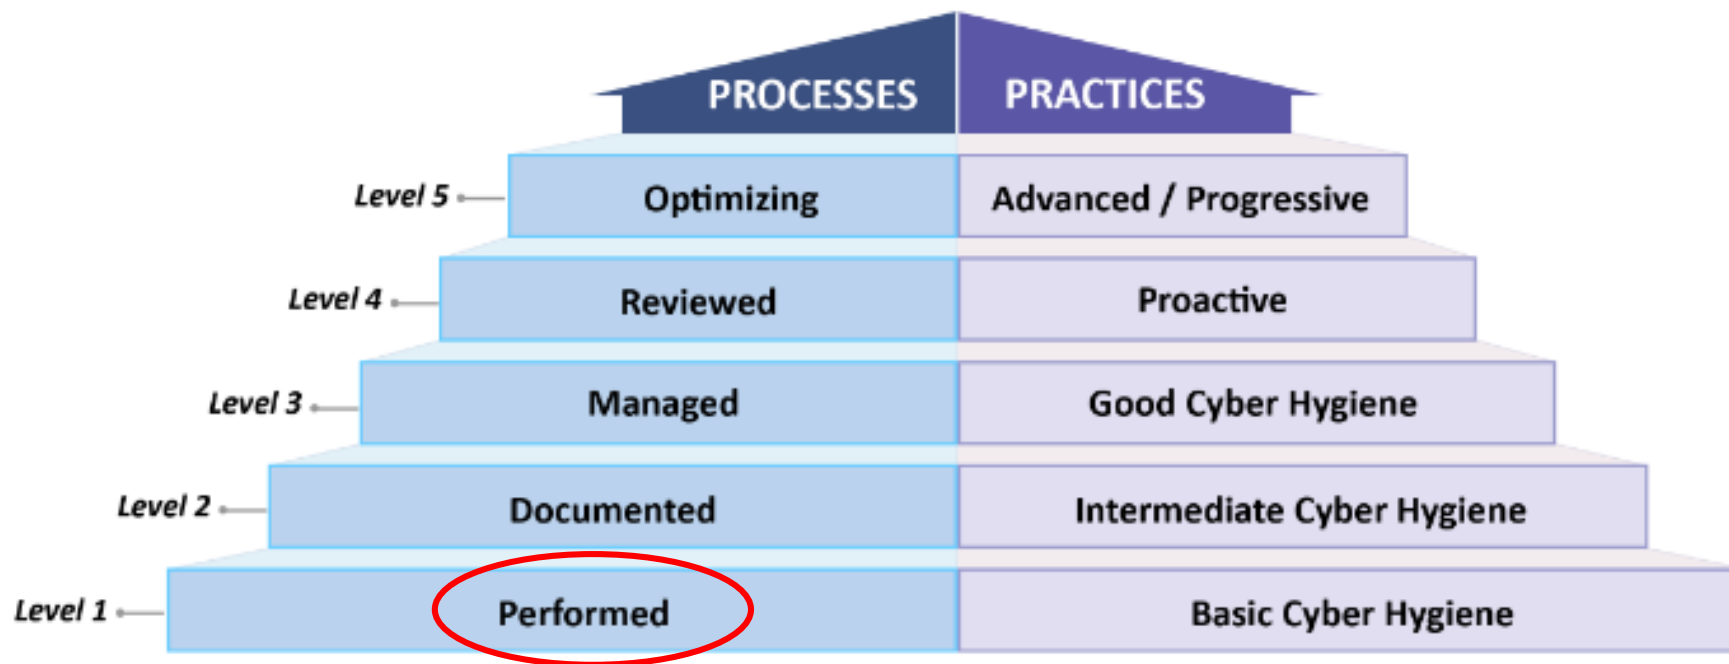 PROCESSES PRACTICES
Level 5 Optimizing Advanced / Progressive
Level 4 Reviewed Proactive
Level 3 Managed Good Cyber Hygiene
Level 2 Documented Intermediate Cyber Hygiene
Level 1 Performed Basic Cyber Hygiene